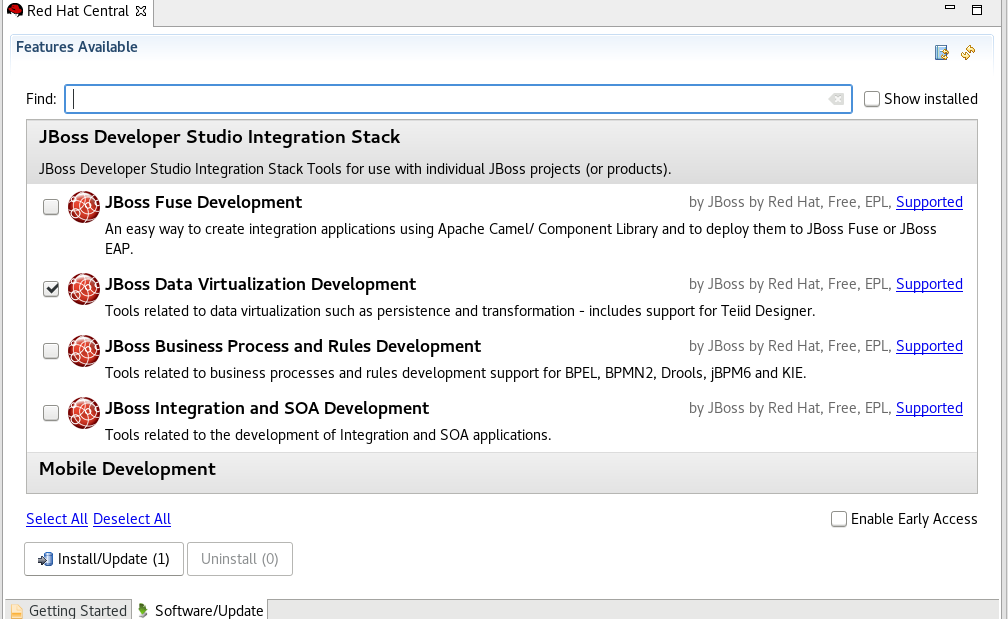 Red Hat Central
Features Available
Find:
Show installed
JBoss Developer Studio Integration Stack
JBoss Developer Studio Integration Stack Tools for use with individual JBoss projects (or products).
JBoss Fuse Development by JBoss by Red Hat, Free, EPL, Supported
An easy way to create integration applications using Apache Camel/ Component Library and to deploy them to JBoss Fuse or JBoss
EAP.
JBoss Data Virtualization Development by JBoss by Red Hat, Free, EPL, Supported
Tools related to data virtualization such as persistence and transformation - includes support for Teiid Designer.
JBoss Business Process and Rules Development by JBoss by Red Hat, Free, EPL, Supported
Tools related to business processes and rules development support for BPEL, BPMN2, Drools, jBPM6 and KIE.
JBoss Integration and SOA Development by JBoss by Red Hat, Free, EPL, Supported
Tools related to the development of Integration and SOA applications.
Mobile Development
Select All Deselect All Enable Early Access
Install/Update (1) Uninstall (0)
Getting Started Software/Update